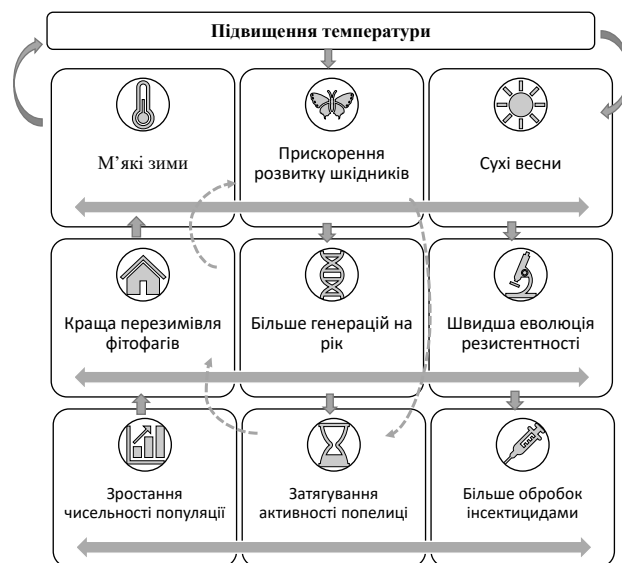 Підвищення температури
М’які зими
Прискорення
розвитку шкідників
Сухі весни
Краща перезимівля
фітофагів
Більше генерацій на
рік
Швидша еволюція
резистентності
Зростання
чисельності популяції
Затягування
активності попелиці
Більше обробок
інсектицидами